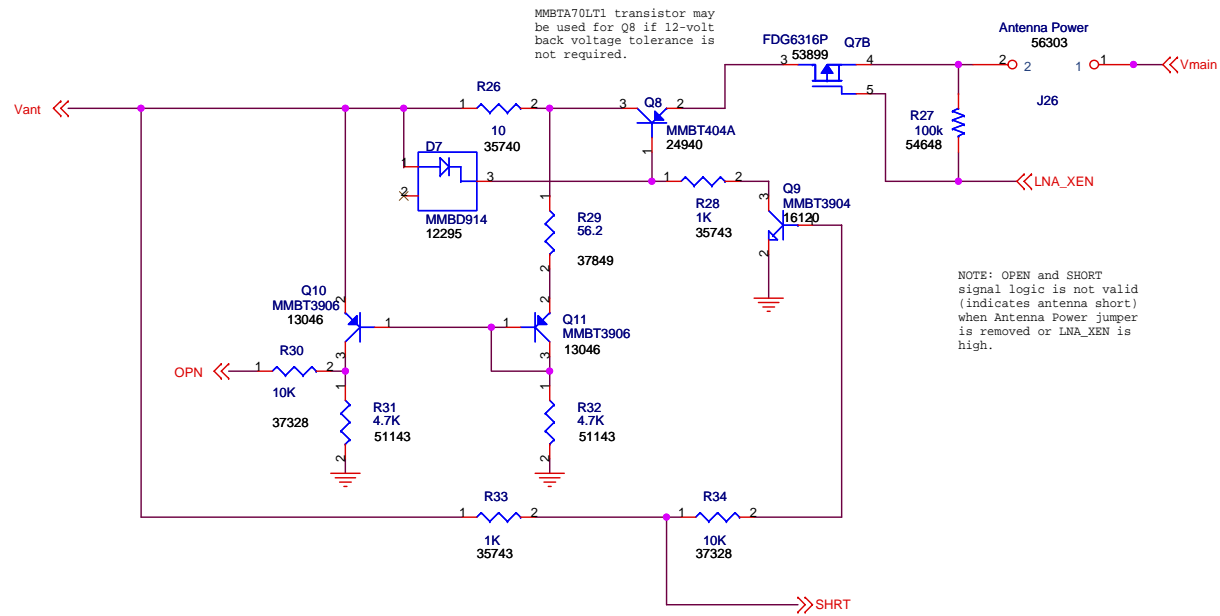 MMBTA70LT1 transistor may
be used for Q8 if 12-volt
back voltage tolerance is
not required.
FDG6316P
Q7B
53899
Antenna Power
56303
3
4
5
2
2
1
1
Vmain
J26
R27
100k
54648
LNA_XEN
Vant
R26
1
2
10
35740
3
Q8
2
MMBT404A
24940
1
D7
1
2
3
MMBD914
12295
1
2
R28
1K
35743
Q9
3
MMBT3904
16120
1
2
1
R29
56.2
2
37849
NOTE: OPEN and SHORT
signal logic is not valid
(indicates antenna short)
when Antenna Power jumper
is removed or LNA_XEN is
high.
Q10
MMBT3906
13046
2
1
3
2
1
Q11
MMBT3906
3
13046
OPN
1
R30
2
10K
37328
1
R31
4.7K
51143
2
1
R32
4.7K
51143
2
R33
1
2
1K
35743
R34
1
2
10K
37328
SHRT